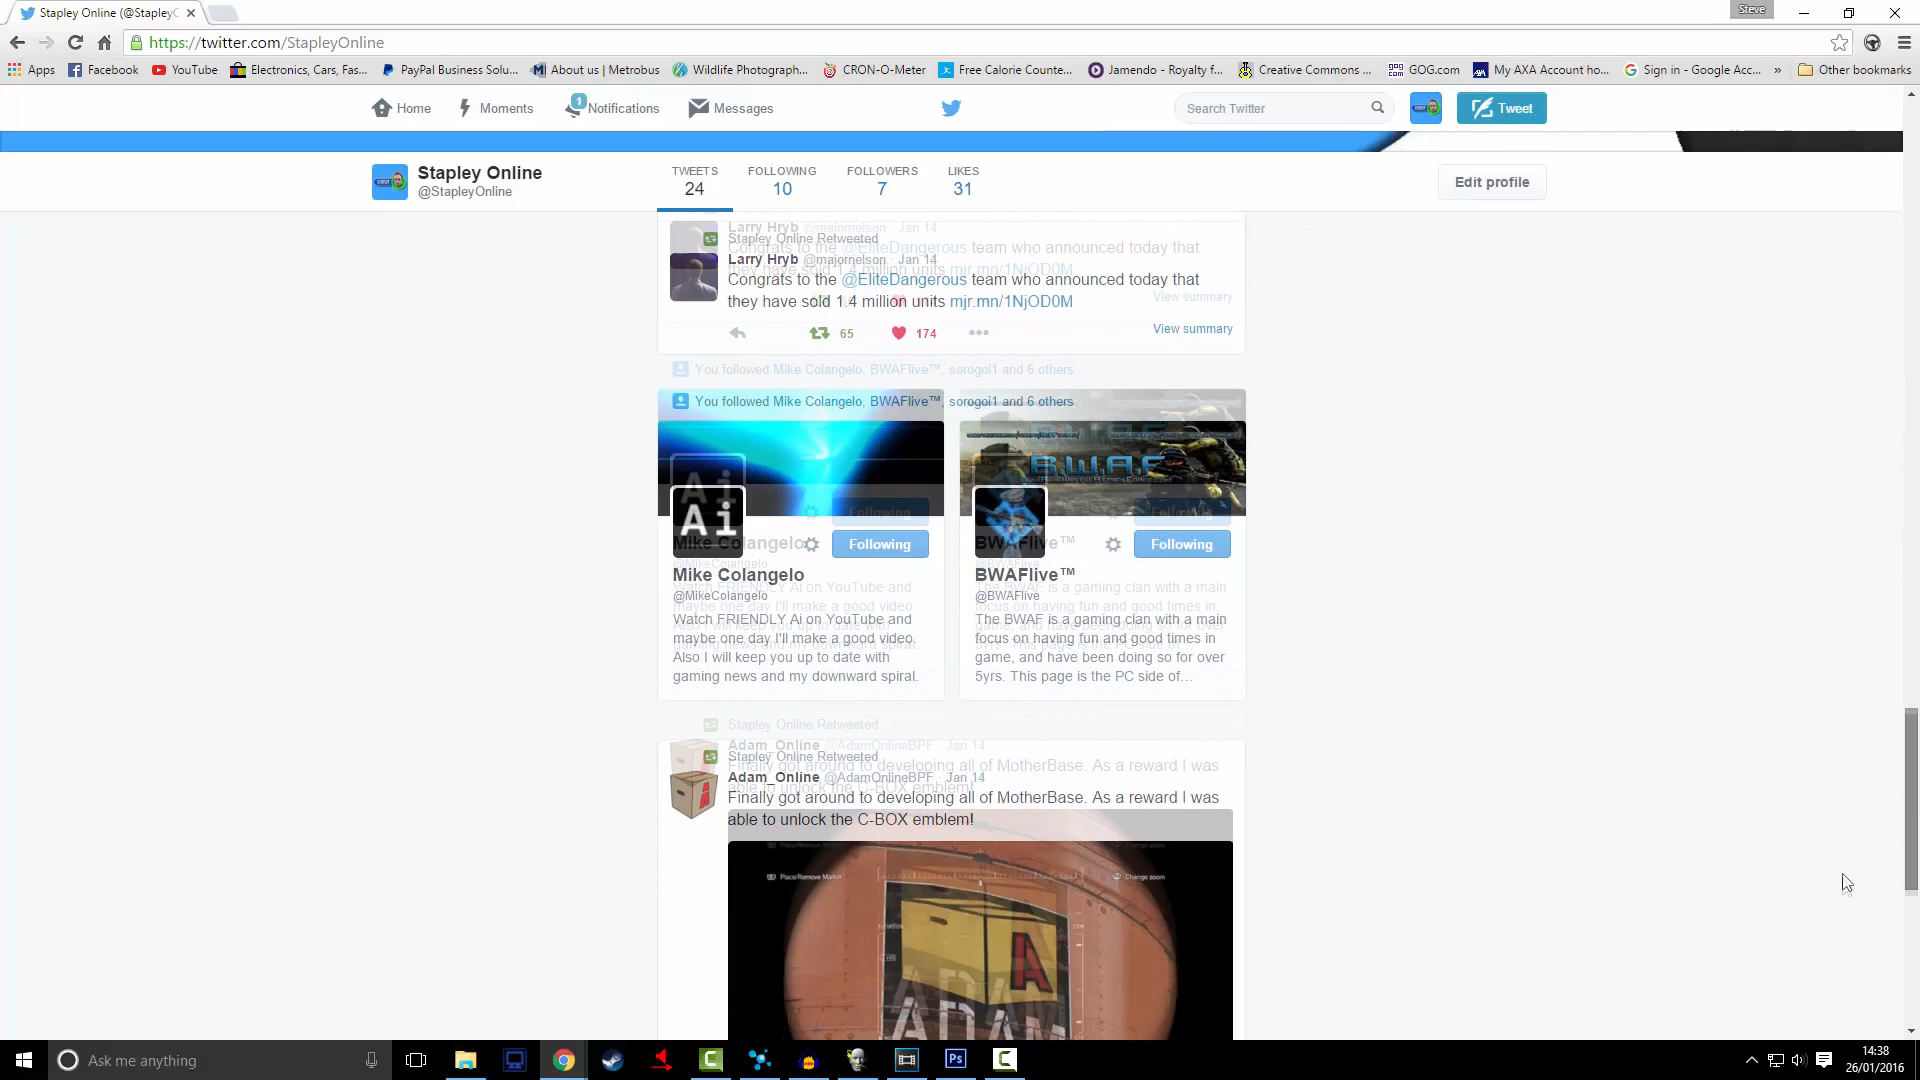 Stapley Online (@StapleyC
Steve
https://twitter.com/StapleyOnline
Apps Facebook YouTube Electronics, Cars, Fas... PayPal Business Solu... About us | Metrobus Wildlife Photograph... CRON-O-Meter Free Calorie Counte... Jamendo - Royalty f... Creative Commons ... GOG.com My AXA Account ho... Sign in - Google Acc... » Other bookmarks
Home Moments 1 Notifications Messages Search Twitter Tweet
Stapley Online
@StapleyOnline
TWEETS FOLLOWING FOLLOWERS LIKES
24 10 7 31
Edit profile
Stapley Online Retweeted
Larry Hryb @majornelson · Jan 14
Congrats to the @EliteDangerous team who announced today that
they have sold 1.4 million units mjr.mn/1NjOD0M
View summary
65 174
You followed Mike Colangelo, BWAFlive™, sorogoi1 and 6 others
Ai
B.W.A.F
Following
Following
Mike Colangelo
@MikeColangelo
Watch FRIENDLY Ai on YouTube and
maybe one day I'll make a good video.
Also I will keep you up to date with
gaming news and my downward spiral.
BWAFlive™
@BWAFlive
The BWAF is a gaming clan with a main
focus on having fun and good times in
game, and have been doing so for over
5yrs. This page is the PC side of...
Stapley Online Retweeted
Adam_Online @AdamOnlineBPF · Jan 14
Finally got around to developing all of MotherBase. As a reward I was
able to unlock the C-BOX emblem!
Place/Remove Marker Change zoom
A
ADAM
Ask me anything
Ps
14:38
26/01/2016